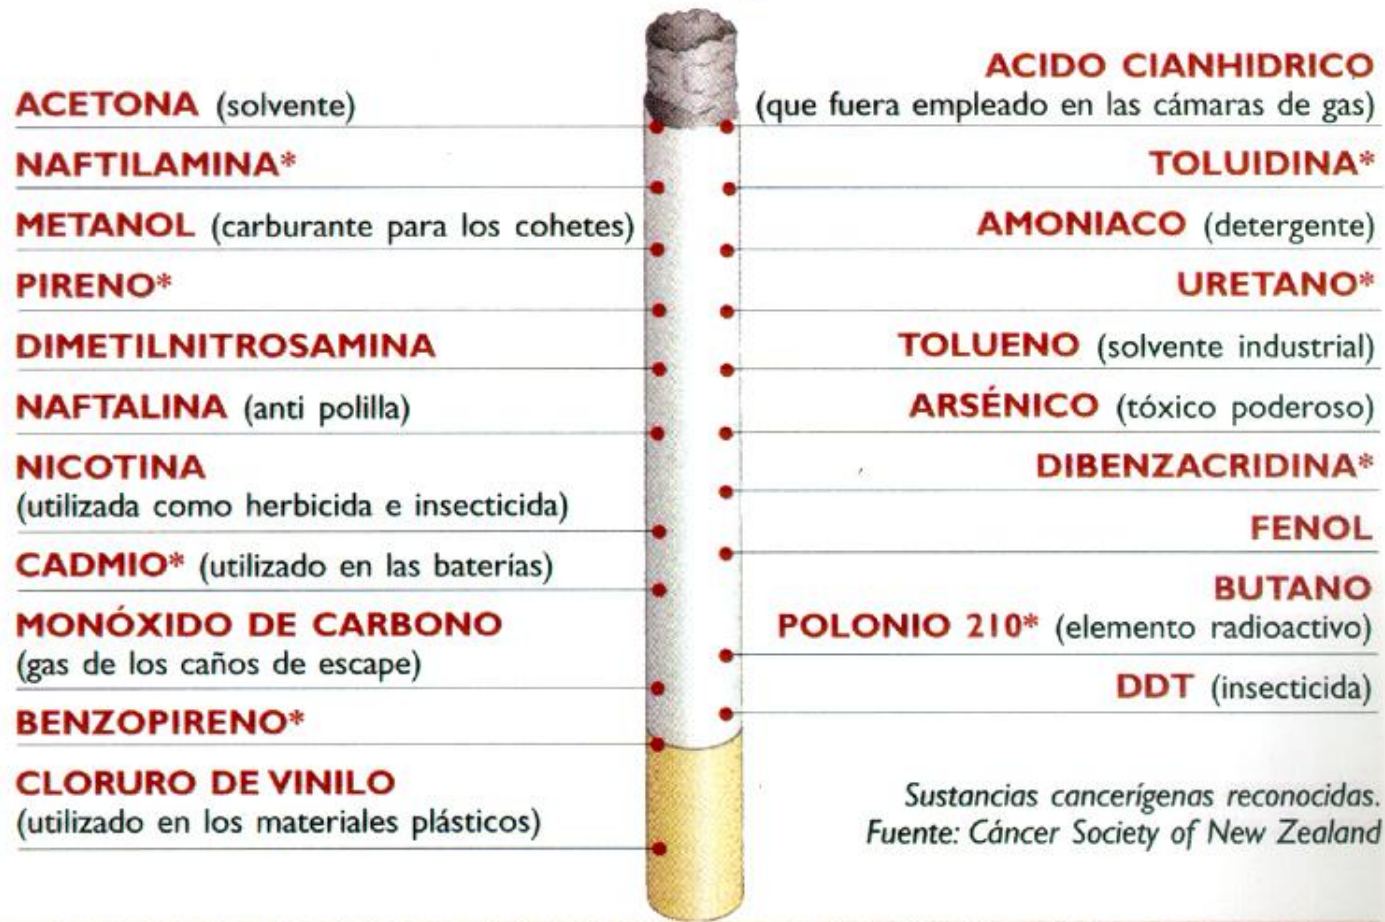 ACETONA (solvente)
NAFTILAMINA*
METANOL (carburante para los cohetes)
PIRENO*
DIMETILNITROSAMINA
NAFTALINA (anti polilla)
NICOTINA
(utilizada como herbicida e insecticida)
CADMIO* (utilizado en las baterías)
MONÓXIDO DE CARBONO
(gas de los caños de escape)
BENZOPIRENO*
CLORURO DE VINILO
(utilizado en los materiales plásticos)
ACIDO CIANHIDRICO
(que fuera empleado en las cámaras de gas)
TOLUIDINA*
AMONIACO (detergente)
URETANO*
TOLUENO (solvente industrial)
ARSÉNICO (tóxico poderoso)
DIBENZACRIDINA*
FENOL
BUTANO
POLONIO 210* (elemento radioactivo)
DDT (insecticida)
Sustancias cancerígenas reconocidas.
Fuente: Cáncer Society of New Zealand